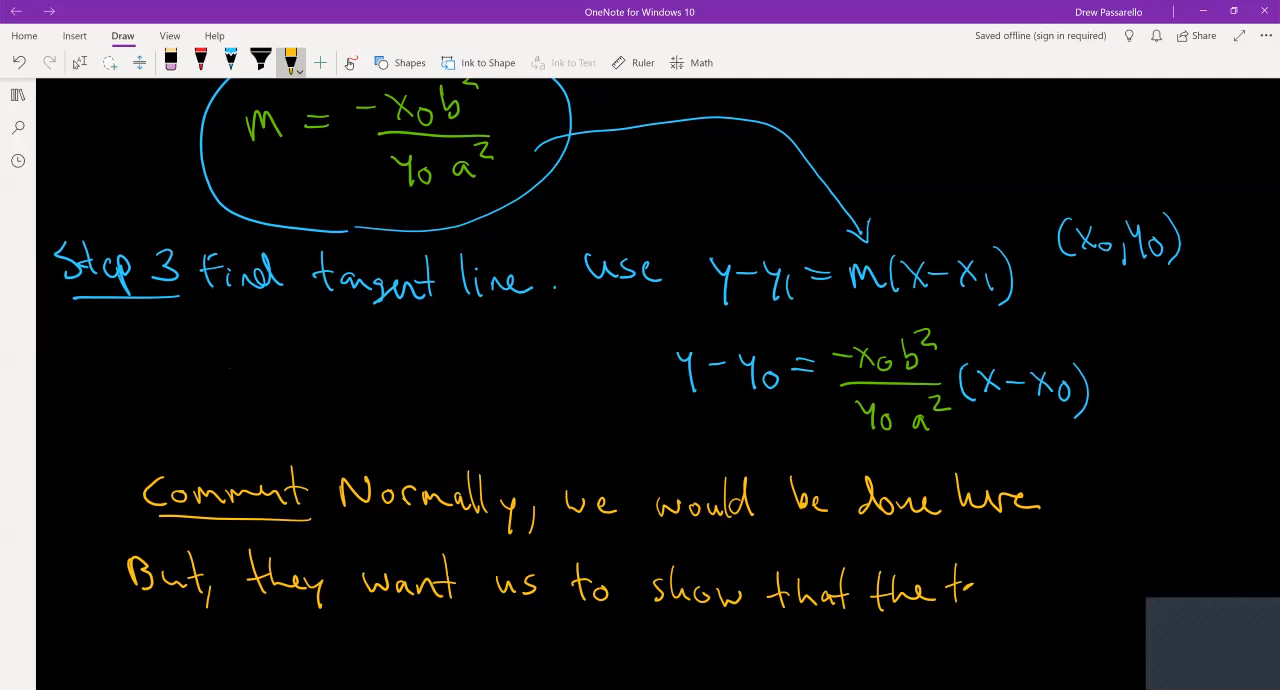 OneNote for Windows 10
Drew Passarello
Home Insert Draw View Help
Saved offline (sign in required)
Share
Shapes
Ink to Shape
Ink to Text
Ruler
Math
m = -x₀b² / y₀a²
(x₀, y₀)
Step 3 Find tangent line. Use y-y₁ = m(x-x₁)
y-y₀ = -x₀b² / y₀a² (x-x₀)
Comment Normally, we would be done here
But, they want us to show that the